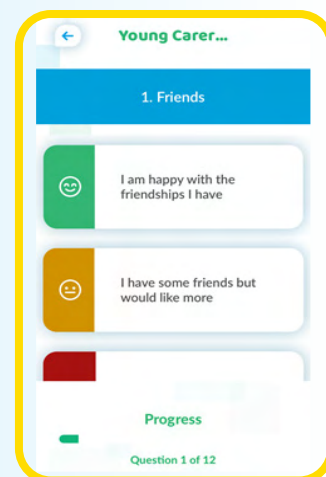 Young Carer...
1. Friends
I am happy with the
friendships I have
I have some friends but
would like more
Progress
Question 1 of 12